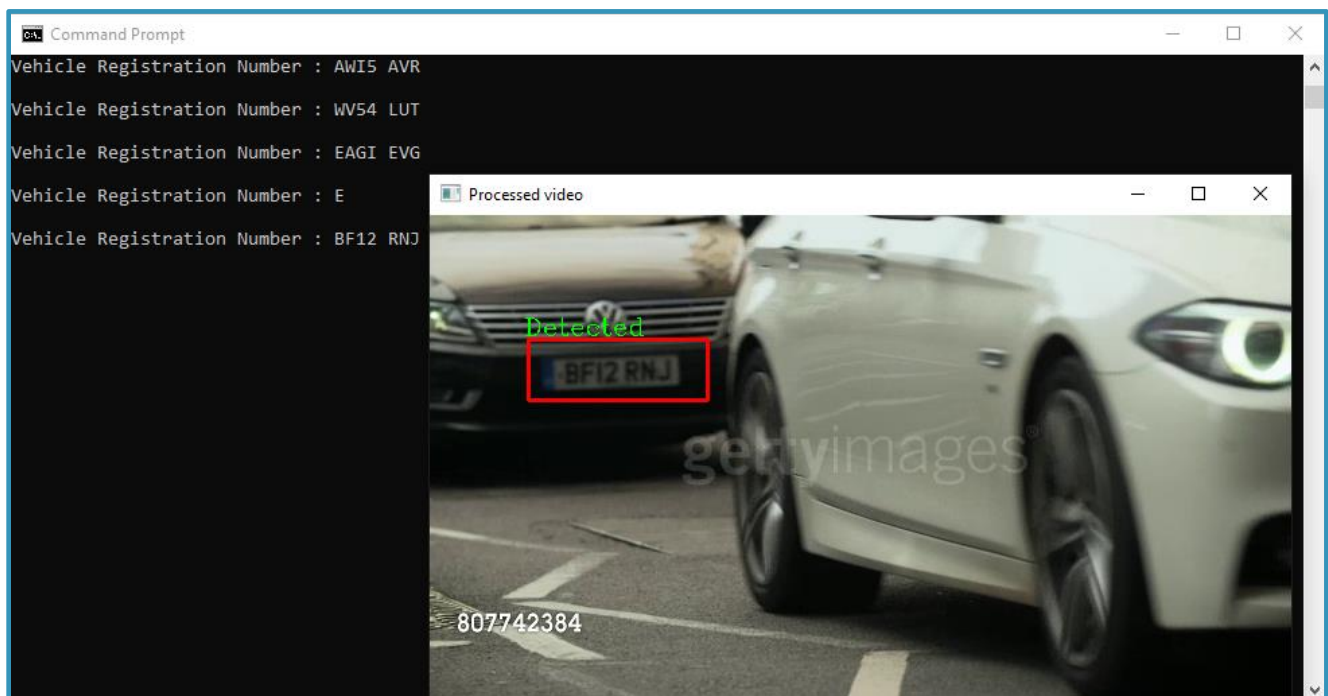 Command Prompt
Vehicle Registration Number : AWI5 AVR
Vehicle Registration Number : WV54 LUT
Vehicle Registration Number : EAGI EVG
Vehicle Registration Number : E
Vehicle Registration Number : BF12 RNJ
Processed video
Detected
BF12 RNJ
gettyimages®
807742384